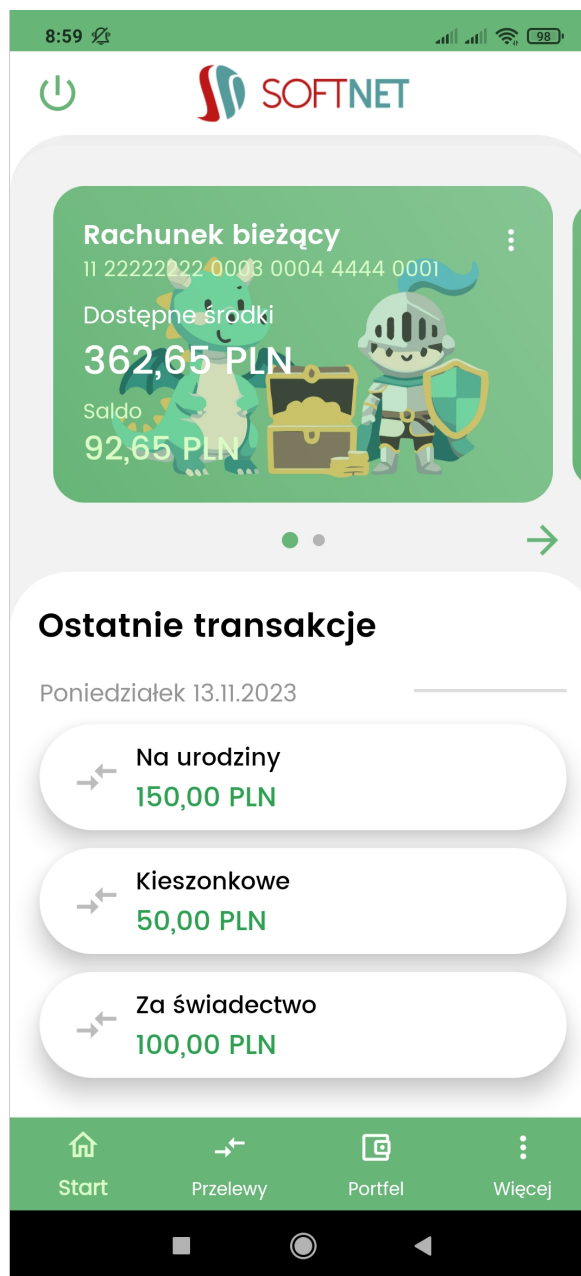 8:59
98
SOFTNET
Rachunek bieżący
11 22222222 0003 0004 4444 0001
Dostępne środki
362,65 PLN
Saldo
92,65 PLN
Ostatnie transakcje
Poniedziałek 13.11.2023
Na urodziny
150,00 PLN
Kieszonkowe
50,00 PLN
Za świadectwo
100,00 PLN
Start
Przelewy
Portfel
Więcej